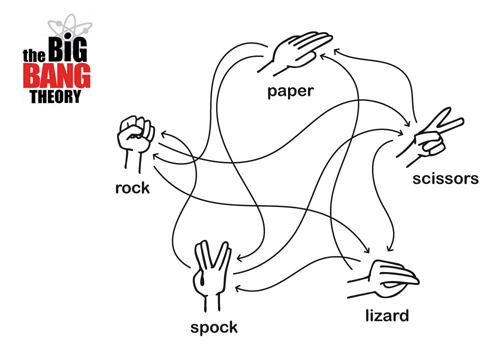 the BIG
BANG
THEORY
paper
rock
scissors
spock
lizard